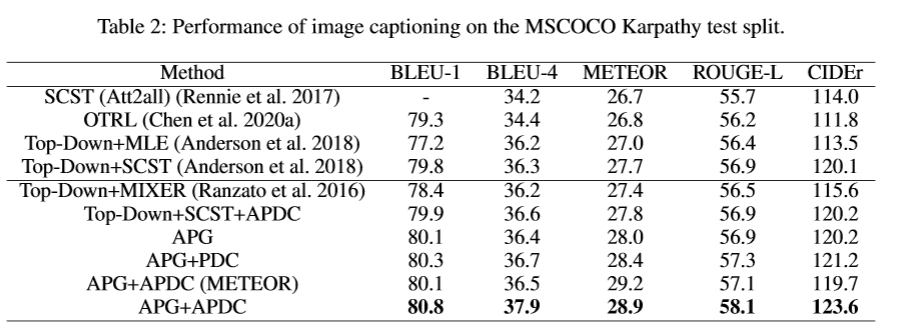 Table 2: Performance of image captioning on the MSCOCO Karpathy test split.
Method BLEU-1 BLEU-4 METEOR ROUGE-L CIDEr
SCST (Att2all) (Rennie et al. 2017) - 34.2 26.7 55.7 114.0
OTRL (Chen et al. 2020a) 79.3 34.4 26.8 56.2 111.8
Top-Down+MLE (Anderson et al. 2018) 77.2 36.2 27.0 56.4 113.5
Top-Down+SCST (Anderson et al. 2018) 79.8 36.3 27.7 56.9 120.1
Top-Down+MIXER (Ranzato et al. 2016) 78.4 36.2 27.4 56.5 115.6
Top-Down+SCST+APDC 79.9 36.6 27.8 56.9 120.2
APG 80.1 36.4 28.0 56.9 120.2
APG+PDC 80.3 36.7 28.4 57.3 121.2
APG+APDC (METEOR) 80.1 36.5 29.2 57.1 119.7
APG+APDC 80.8 37.9 28.9 58.1 123.6